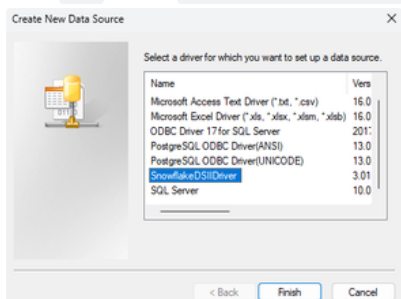 Create New Data Source
Select a driver for which you want to set up a data source.
Name Vers
Microsoft Access Text Driver (*.txt, *.csv) 16.0
Microsoft Excel Driver (*.xls, *.xlsx, *.xlsm, *.xlsb) 16.0
ODBC Driver 17 for SQL Server 2017.
PostgreSQL ODBC Driver(ANSI) 13.0
PostgreSQL ODBC Driver(UNICODE) 13.0
SnowflakeDSIIDriver 3.01
SQL Server 10.0
< Back Finish Cancel